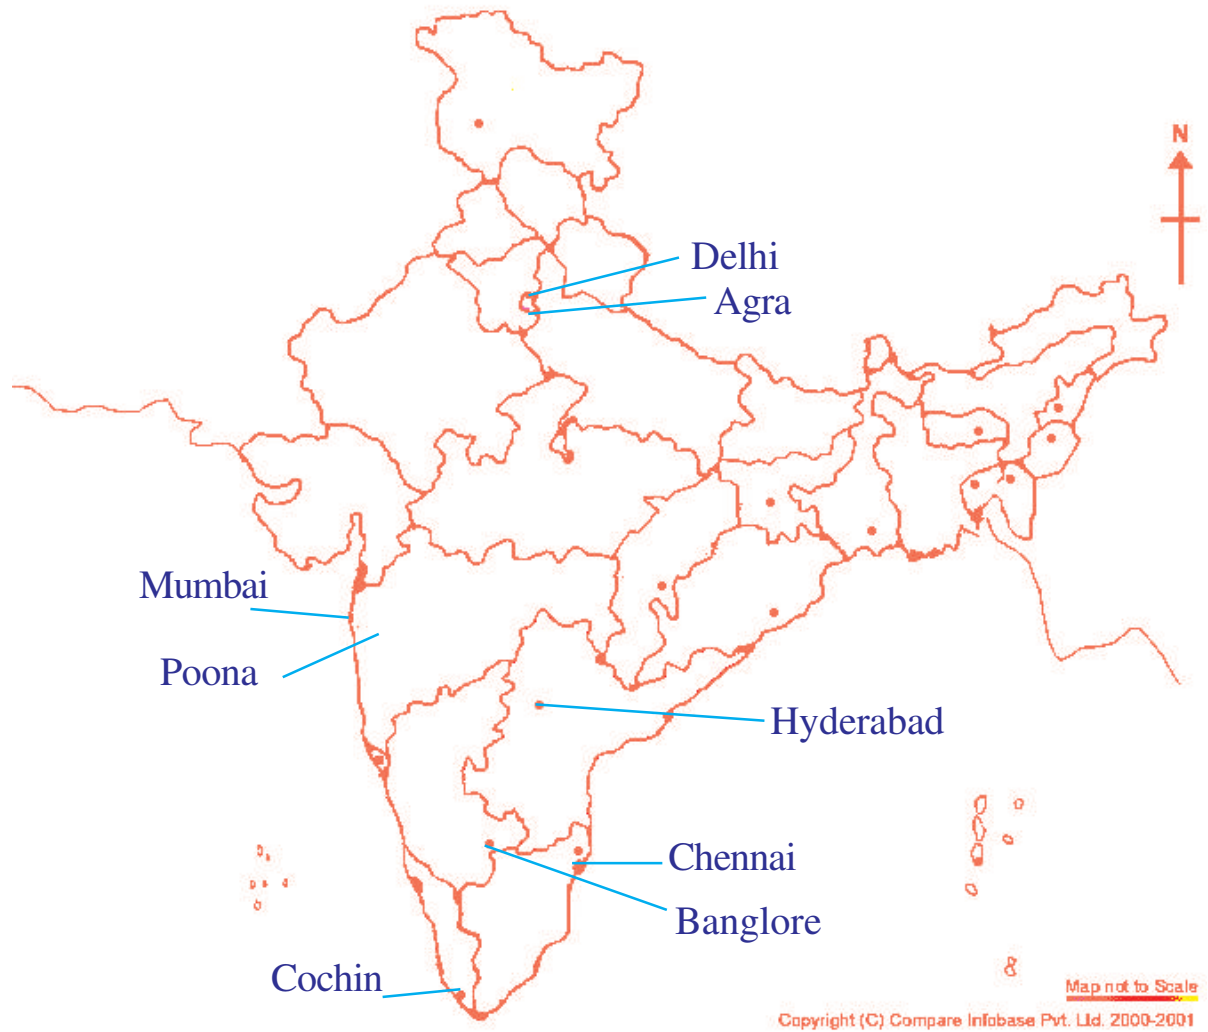 N
Delhi
Agra
Mumbai
Poona
Hyderabad
Chennai
Banglore
Cochin
Map not to Scale
Copyright (C) Compare Infobase Pvt. Ltd. 2000-2001